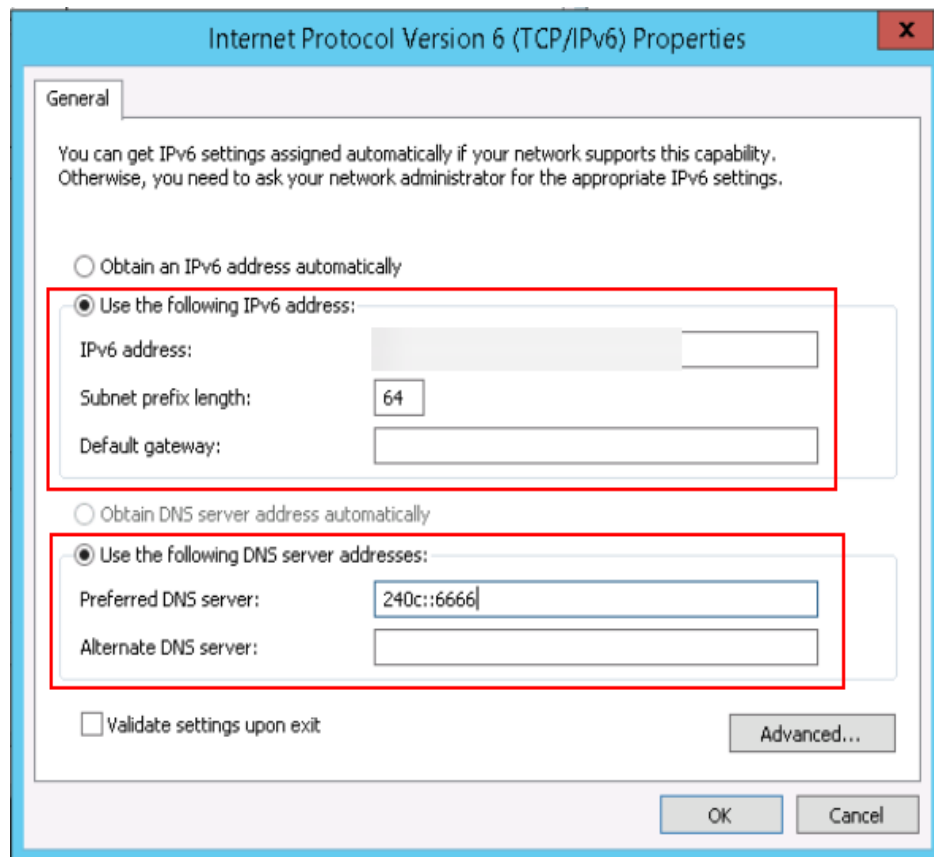 Internet Protocol Version 6 (TCP/IPv6) Properties
x
General
You can get IPv6 settings assigned automatically if your network supports this capability.
Otherwise, you need to ask your network administrator for the appropriate IPv6 settings.
Obtain an IPv6 address automatically
Use the following IPv6 address:
IPv6 address:
Subnet prefix length: 64
Default gateway:
Obtain DNS server address automatically
Use the following DNS server addresses:
Preferred DNS server: 240c::6666
Alternate DNS server:
Validate settings upon exit
Advanced...
OK Cancel